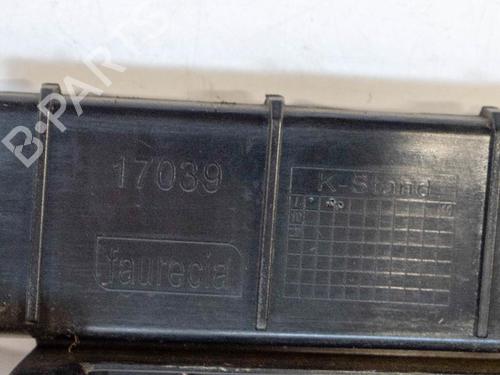 B-PARTS
17039
K-Stand
faurecia